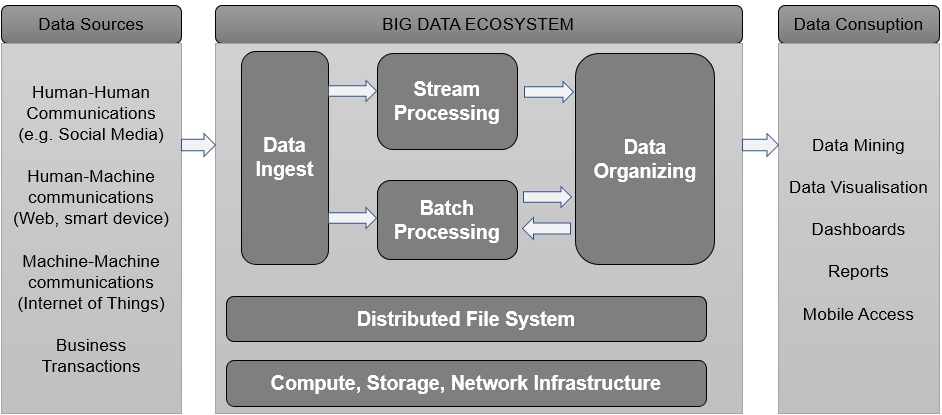 Data Sources
Human-Human
Communications
(e.g. Social Media)
Human-Machine
communications
(Web, smart device)
Machine-Machine
communications
(Internet of Things)
Business
Transactions
BIG DATA ECOSYSTEM
Data
Ingest
Stream
Processing
Batch
Processing
Data
Organizing
Distributed File System
Compute, Storage, Network Infrastructure
Data Consuption
Data Mining
Data Visualisation
Dashboards
Reports
Mobile Access